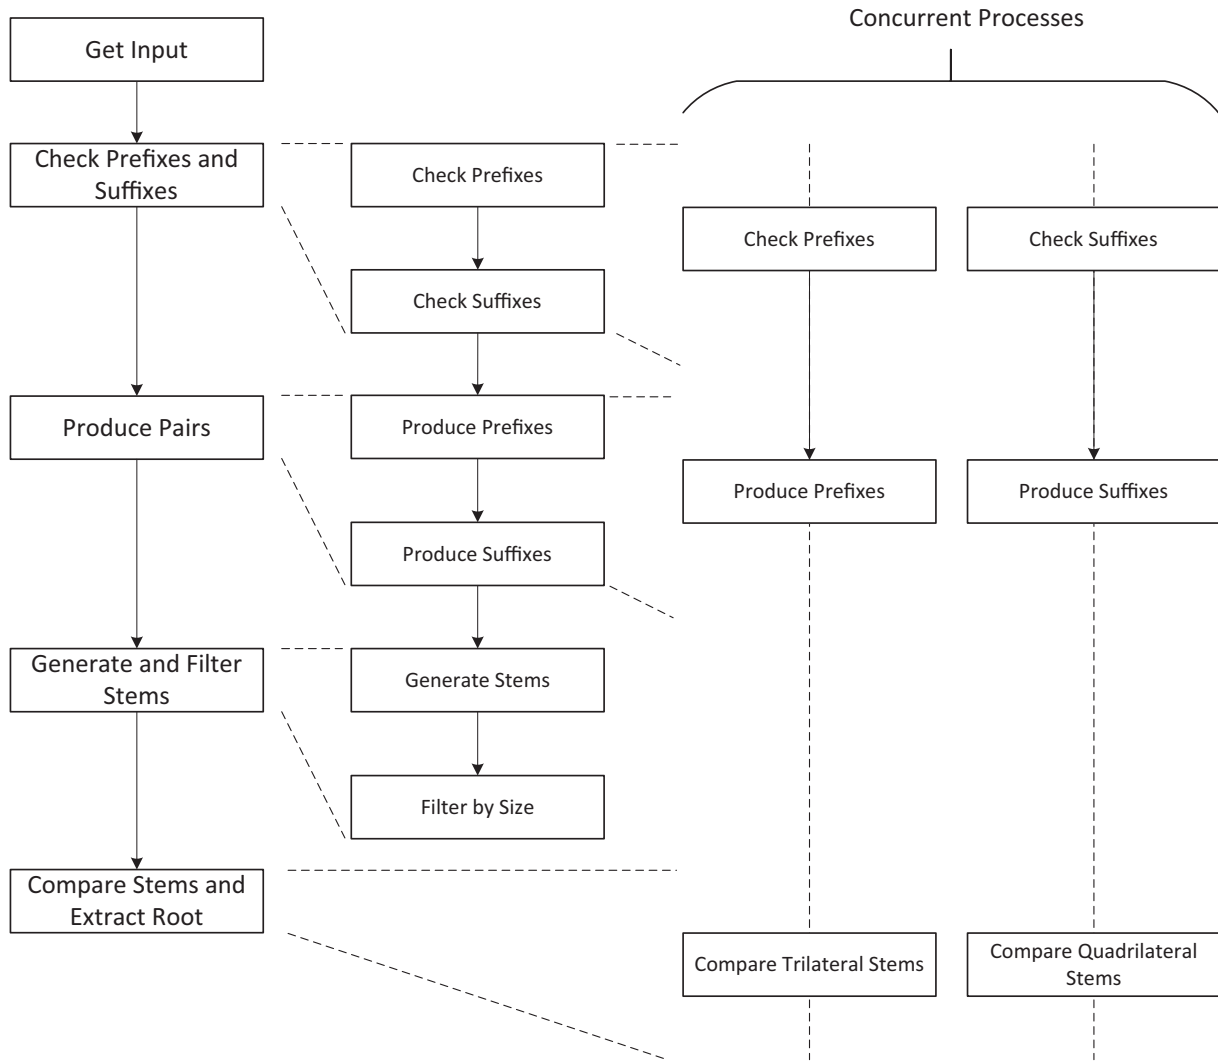 Concurrent Processes
Get Input
Check Prefixes and
Suffixes
Check Prefixes
Check Prefixes
Check Suffixes
Check Suffixes
Produce Pairs
Produce Prefixes
Produce Prefixes
Produce Suffixes
Produce Suffixes
Generate and Filter
Stems
Generate Stems
Filter by Size
Compare Stems and
Extract Root
Compare Trilateral Stems
Compare Quadrilateral
Stems